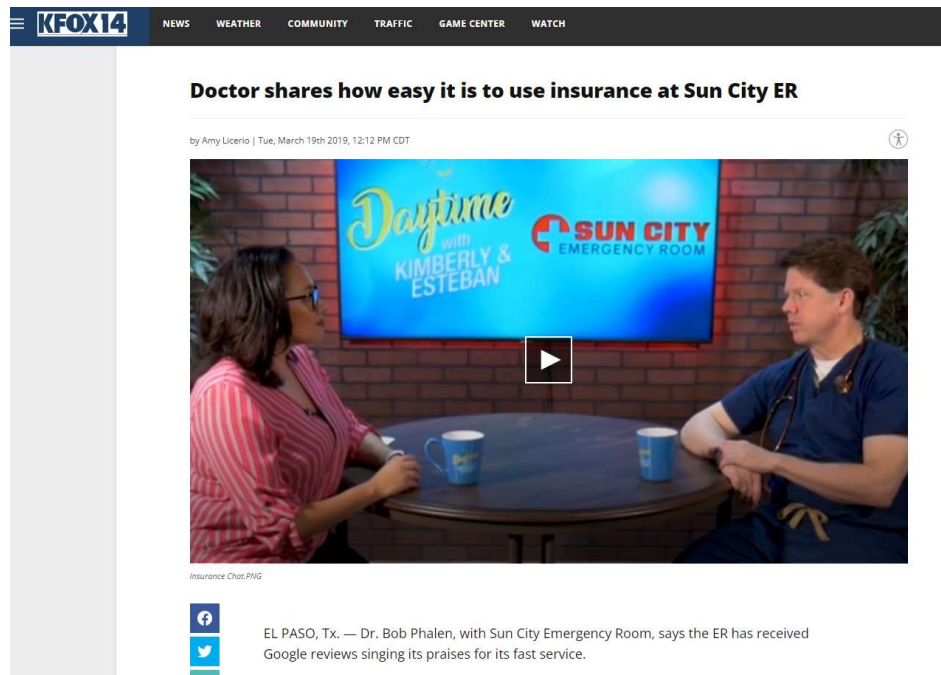 KFOX14 NEWS WEATHER COMMUNITY TRAFFIC GAME CENTER WATCH
Doctor shares how easy it is to use insurance at Sun City ER
by Amy Licerio | Tue, March 19th 2019, 12:12 PM CDT
Daytime
with
KIMBERLY &
ESTEBAN
SUN CITY
EMERGENCY ROOM
Daytime
Insurance Chat.PNG
EL PASO, Tx. — Dr. Bob Phalen, with Sun City Emergency Room, says the ER has received
Google reviews singing its praises for its fast service.